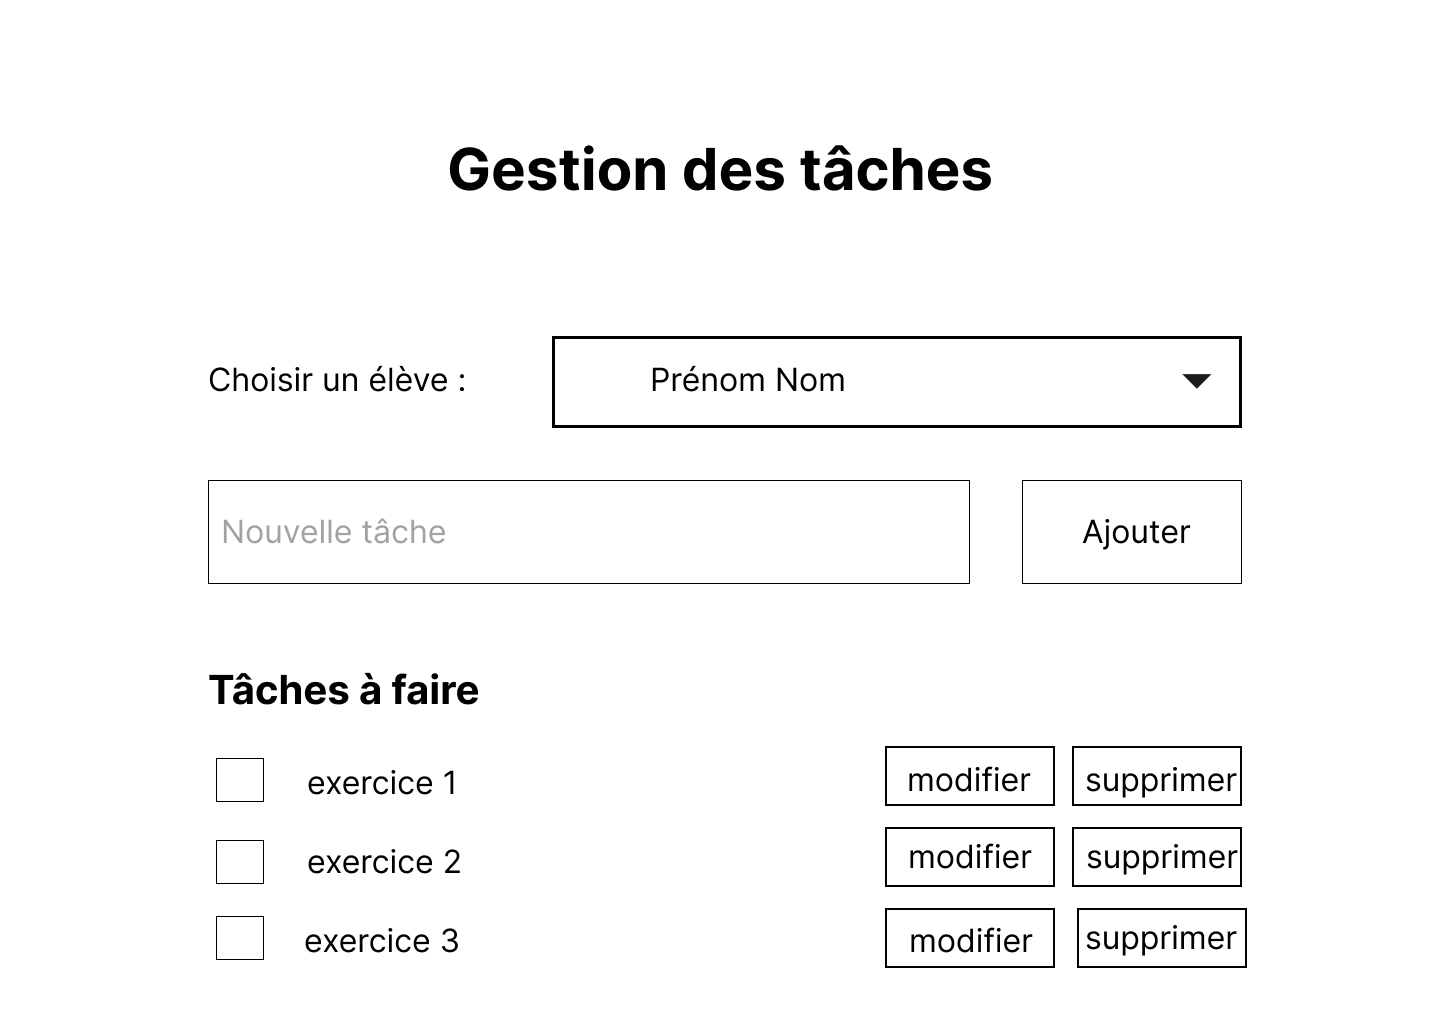 Gestion des tâches
Choisir un élève :
Prénom Nom
Nouvelle tâche
Ajouter
Tâches à faire
exercice 1
modifier
supprimer
exercice 2
modifier
supprimer
exercice 3
modifier
supprimer